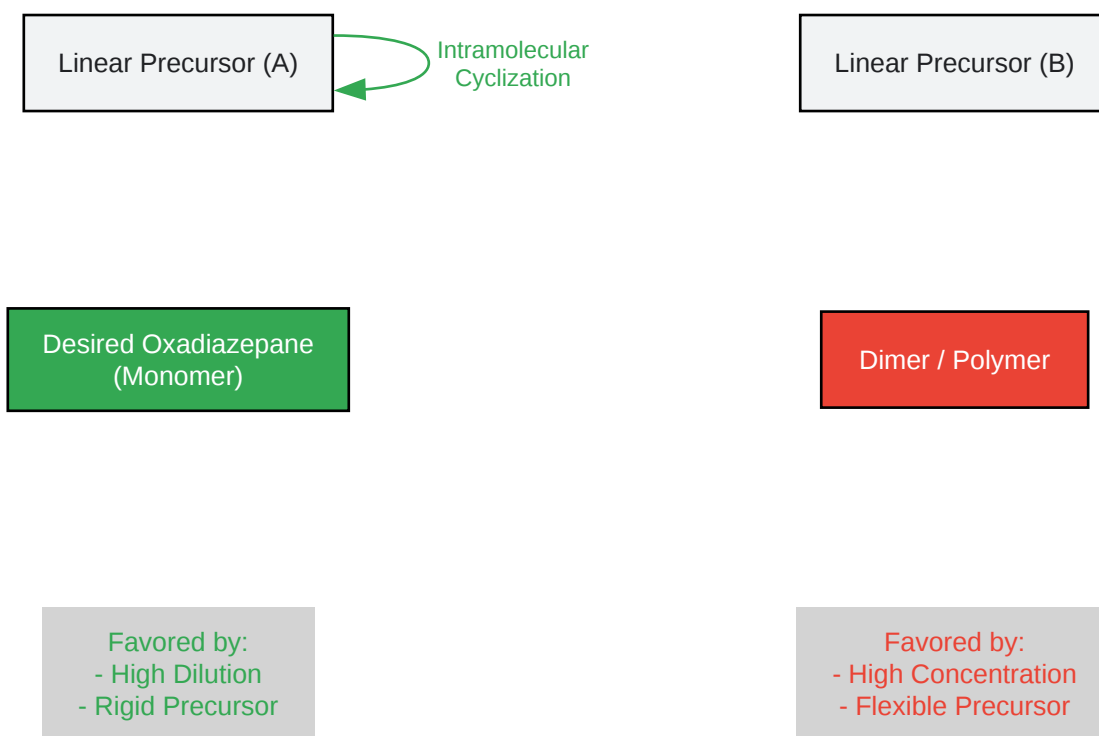 Linear Precursor (A)
Intramolecular
Cyclization
Linear Precursor (B)
Desired Oxadiazepane
(Monomer)
Dimer / Polymer
Favored by:
- High Dilution
- Rigid Precursor
Favored by:
- High Concentration
- Flexible Precursor